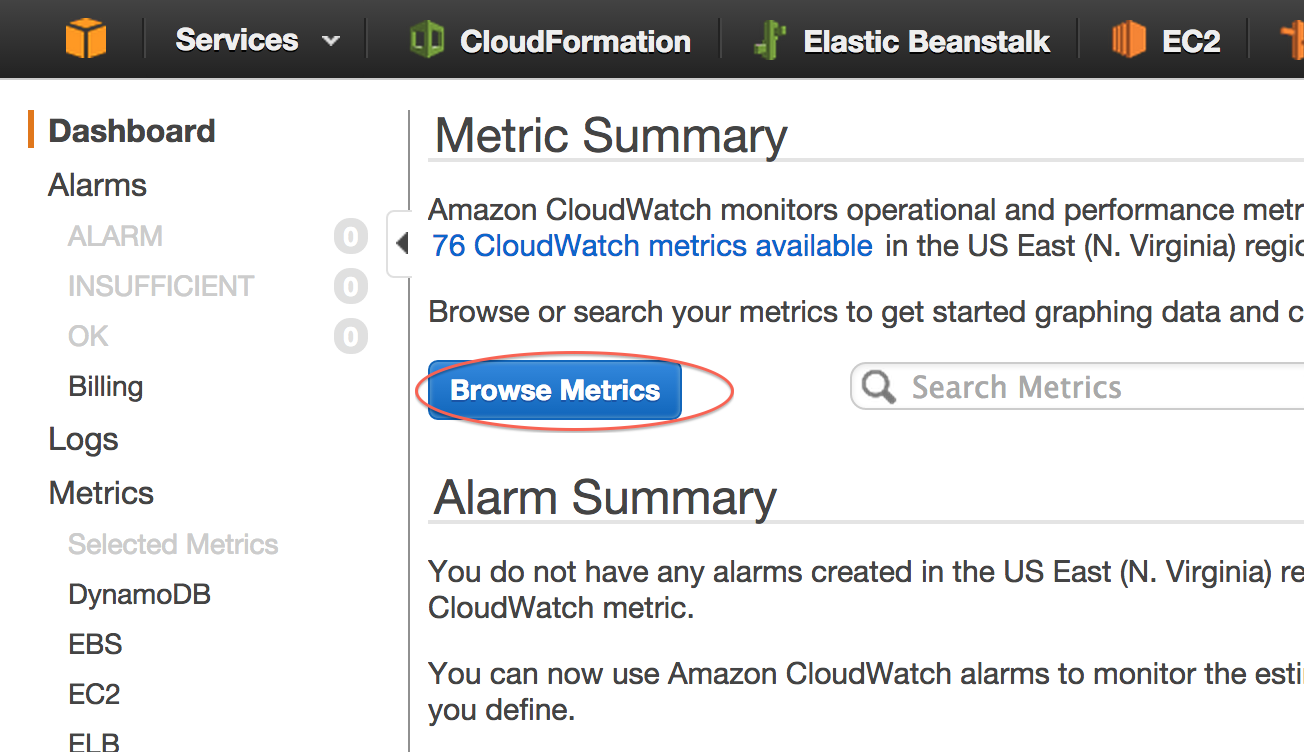 Services
CloudFormation
Elastic Beanstalk
EC2
Dashboard
Alarms
ALARM 0
INSUFFICIENT 0
OK 0
Billing
Logs
Metrics
Selected Metrics
DynamoDB
EBS
EC2
ELB
Metric Summary
Amazon CloudWatch monitors operational and performance metr
76 CloudWatch metrics available in the US East (N. Virginia) regio
Browse or search your metrics to get started graphing data and c
Browse Metrics
Search Metrics
Alarm Summary
You do not have any alarms created in the US East (N. Virginia) re
CloudWatch metric.
You can now use Amazon CloudWatch alarms to monitor the esti
you define.